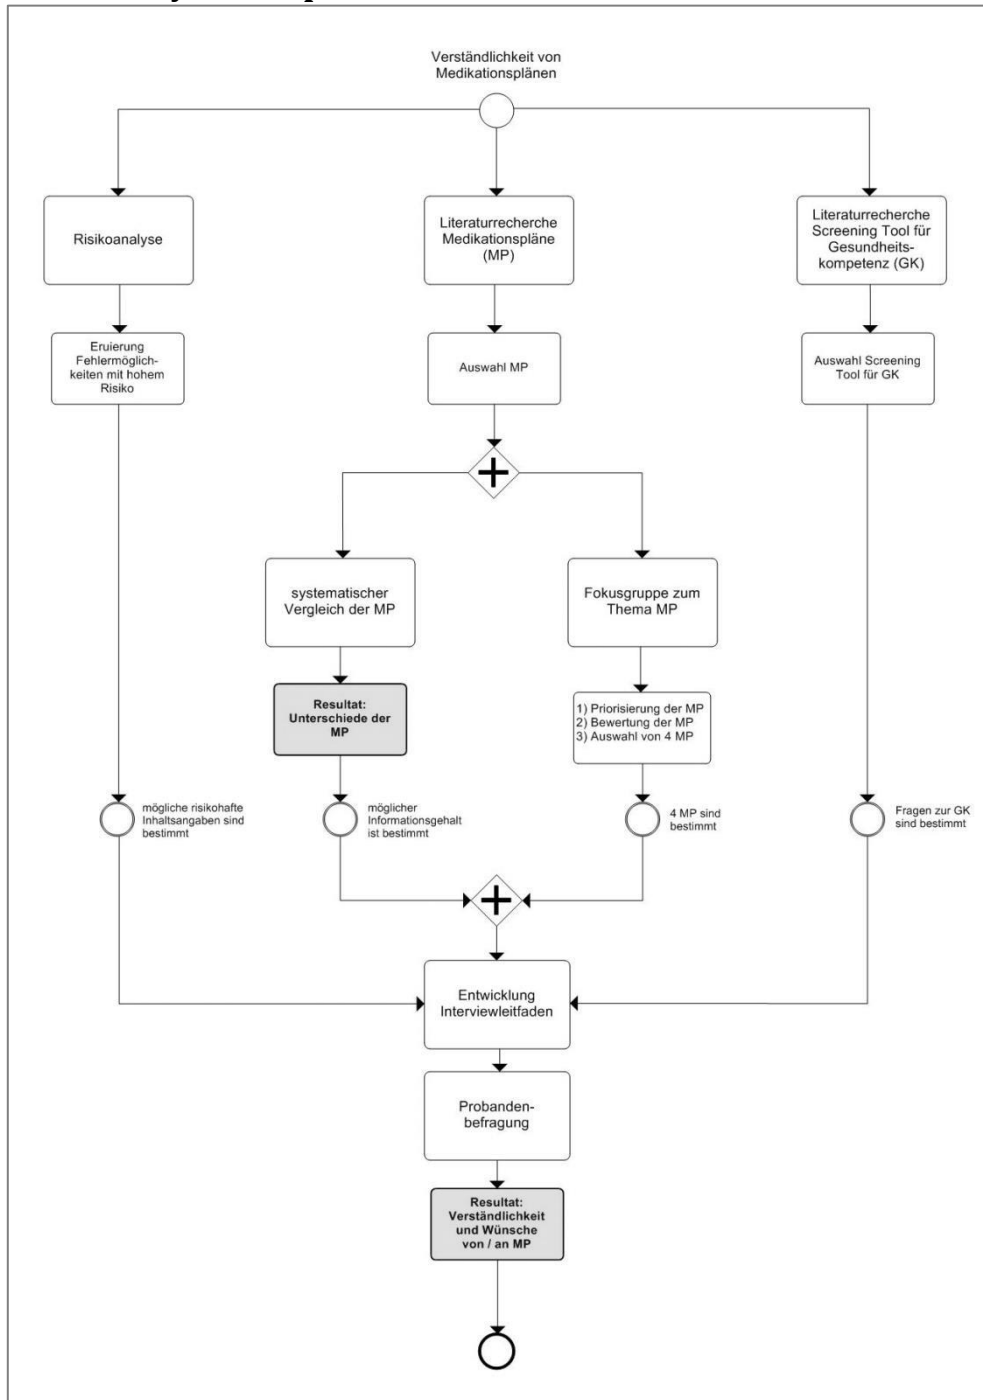 Verständlichkeit von
Medikationsplänen
Risikoanalyse
Literaturrecherche
Medikationspläne
(MP)
Literaturrecherche
Screening Tool für
Gesundheits-
kompetenz (GK)
Eruierung
Fehlermöglich-
keiten mit hohem
Risiko
Auswahl MP
Auswahl Screening
Tool für GK
systematischer
Vergleich der MP
Fokusgruppe zum
Thema MP
Resultat:
Unterschiede der
MP
1) Priorisierung der MP
2) Bewertung der MP
3) Auswahl von 4 MP
mögliche risikohafte
Inhaltsangaben sind
bestimmt
möglicher
Informationsgehalt
ist bestimmt
4 MP sind
bestimmt
Fragen zur GK
sind bestimmt
Entwicklung
Interviewleitfaden
Probanden-
befragung
Resultat:
Verständlichkeit
und Wünsche
von / an MP